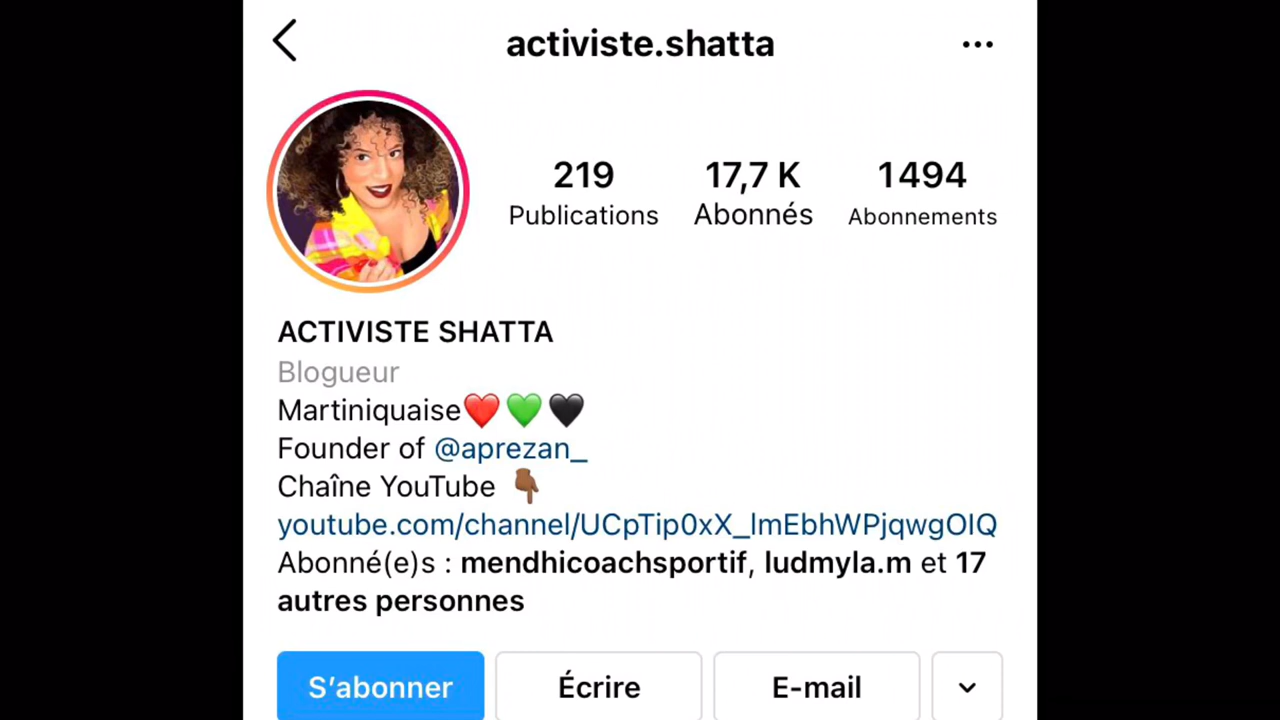 activiste.shatta
219
17,7 K
1494
Publications
Abonnés
Abonnements
ACTIVISTE SHATTA
Blogueur
Martiniquaise❤️💚🖤
Founder of @aprezan_
Chaîne YouTube 👇🏾
youtube.com/channel/UCpTip0xX_lmEbhWPjqwgOIQ
Abonné(e)s : mendhicoachsportif, ludmyla.m et 17
autres personnes
S’abonner
Écrire
E-mail